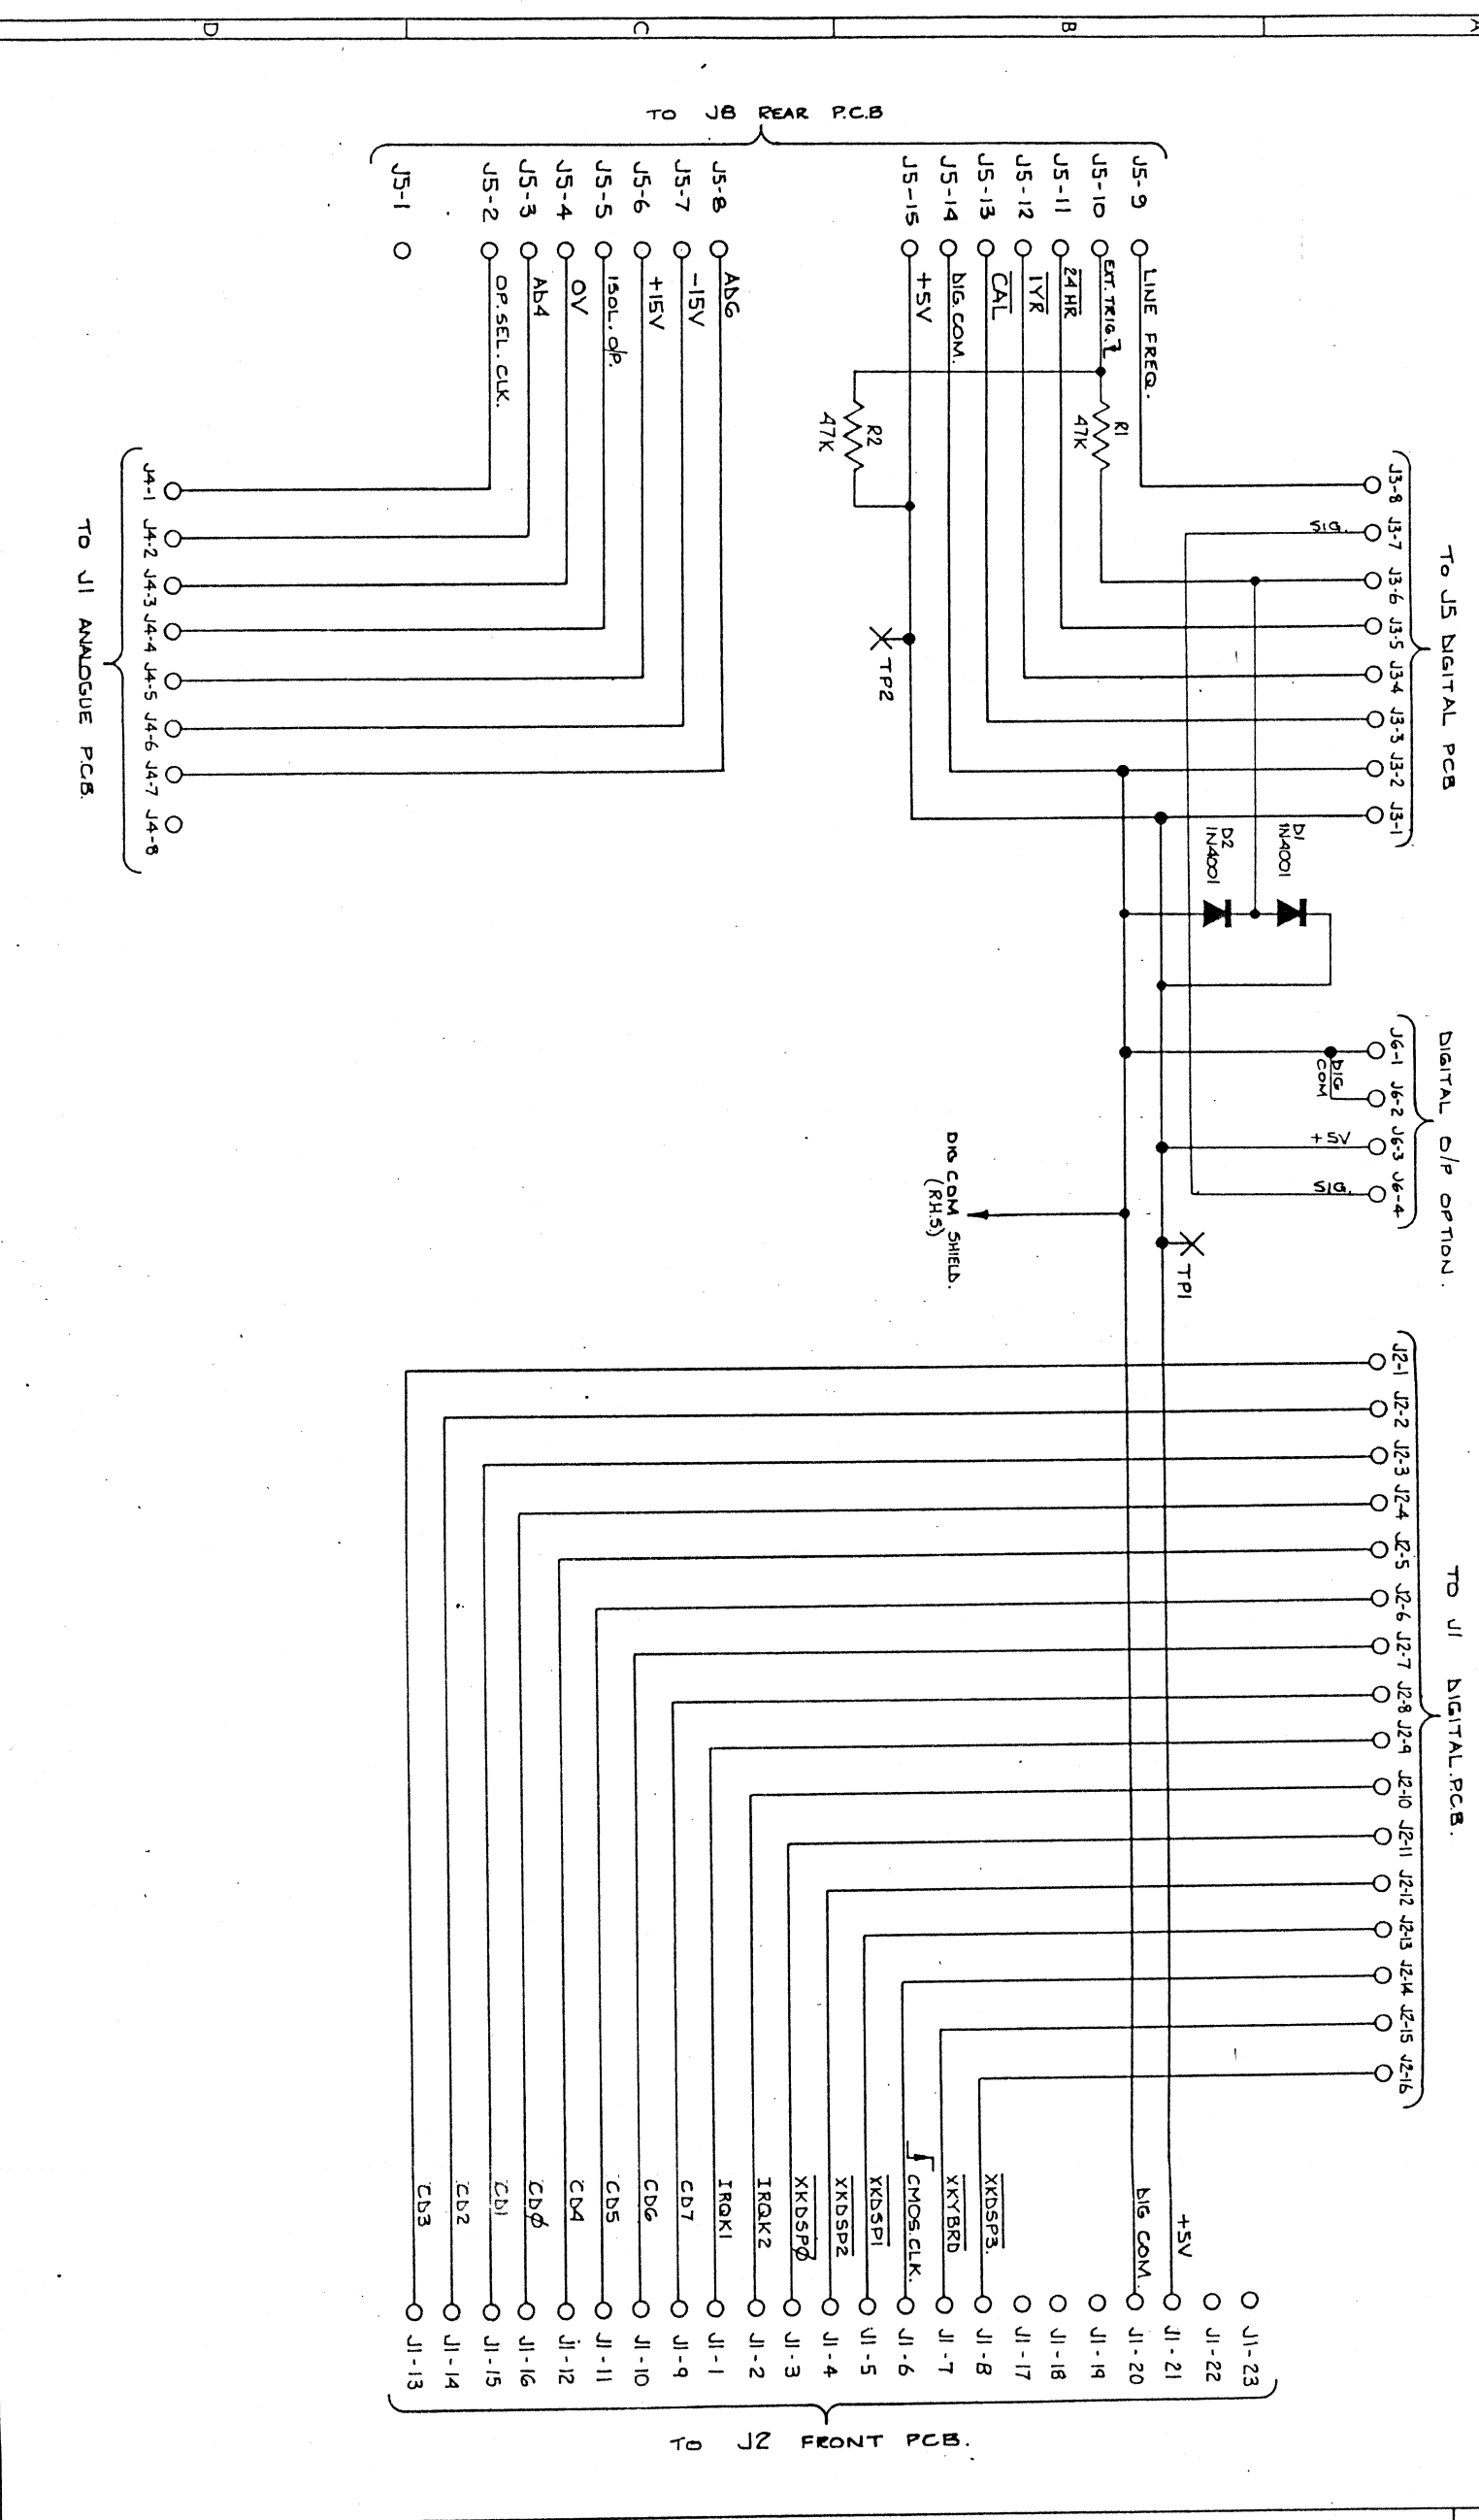 A
B
C
D
TO J8 REAR P.C.B
J5-9
J5-10
J5-11
J5-12
J5-13
J5-14
J5-15
J5-8
J5-7
J5-6
J5-5
J5-4
J5-3
J5-2
J5-1
LINE FREQ.
EXT. TRIG.
24HR
1YR
CAL
DIG. COM.
+5V
AD6
-15V
+15V
ISOL. O/P.
0V
AD4
OP. SEL. CLK.
R1
47K
R2
47K
TP2
TO J5 DIGITAL PCB
J3-8
J3-7
J3-6
J3-5
J3-4
J3-3
J3-2
J3-1
SIG.
D1
1N4001
D2
1N4001
J4-1
J4-2
J4-3
J4-4
J4-5
J4-6
J4-7
J4-8
TO J1 ANALOGUE P.C.B.
DIGITAL O/P OPTION.
J6-1
J6-2
J6-3
J6-4
DIG
COM
+5V
SIG.
TP1
DIG COM SHIELD.
(R.H.S)
TO J1 DIGITAL.P.C.B.
J2-1
J2-2
J2-3
J2-4
J2-5
J2-6
J2-7
J2-8
J2-9
J2-10
J2-11
J2-12
J2-13
J2-14
J2-15
J2-16
+5V
DIG COM.
XKDSP3.
XKYBRD
CMOS.CLK.
XKDSP1
XKDSP2
XKDSPØ
IRQK2
IRQK1
CD7
CD6
CD5
CD4
CDØ
CD1
CD2
CD3
J1-23
J1-22
J1-21
J1-20
J1-19
J1-18
J1-17
J1-8
J1-7
J1-6
J1-5
J1-4
J1-3
J1-2
J1-1
J1-9
J1-10
J1-11
J1-12
J1-16
J1-15
J1-14
J1-13
TO J2 FRONT PCB.